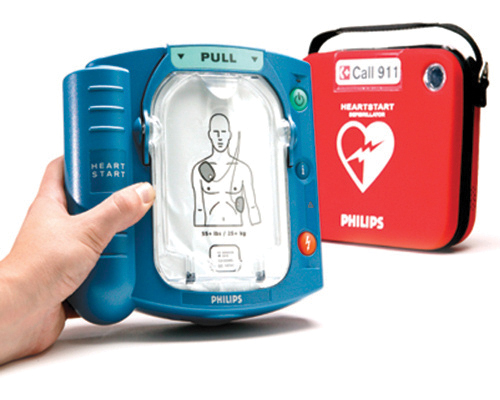 PULL
HEART
START
55+ lbs / 25+ kg
PHILIPS
Call 911
HEARTSTART
DEFIBRILLATOR
PHILIPS